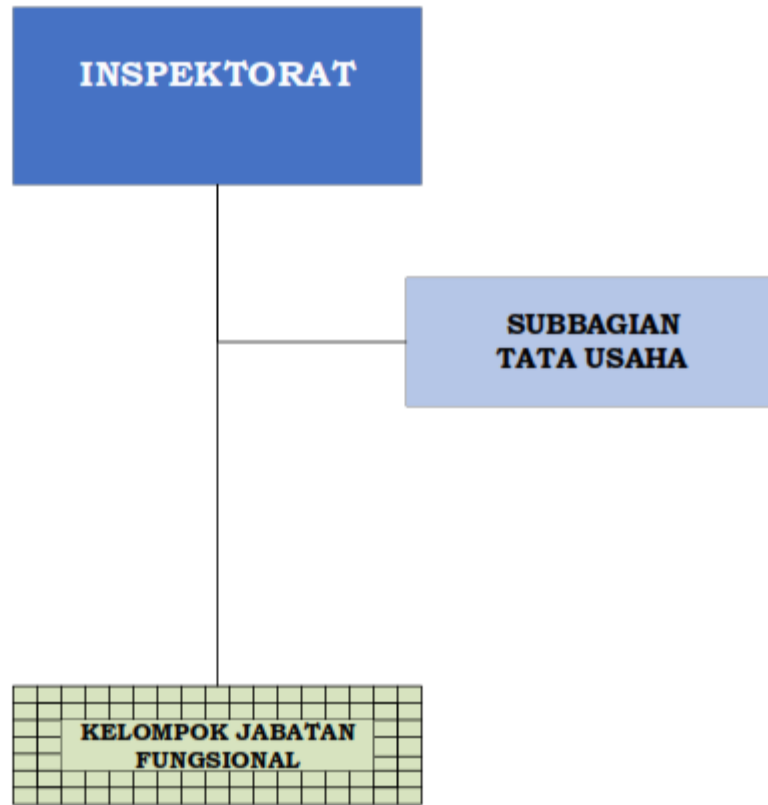 INSPEKTORAT
SUBBAGIAN
TATA USAHA
KELOMPOK JABATAN
FUNGSIONAL